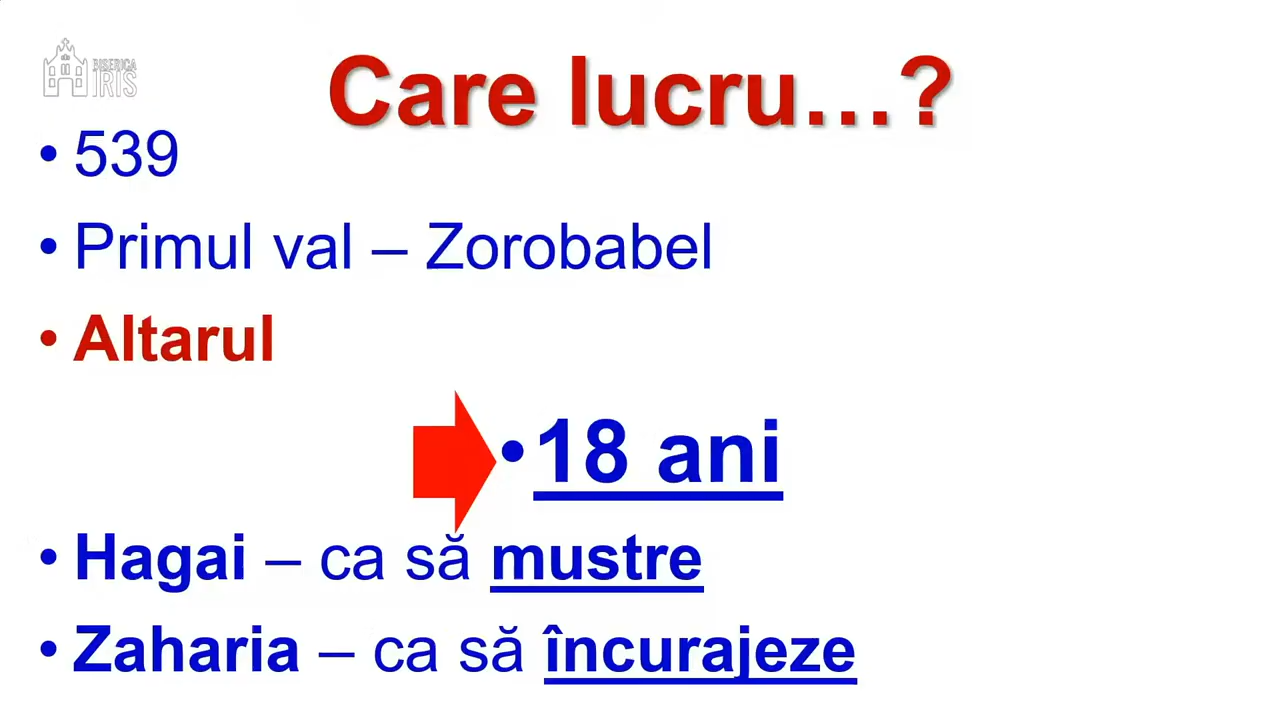 BISERICA
IRIS
Care lucru…?
• 539
• Primul val – Zorobabel
• Altarul
• 18 ani
• Hagai – ca să mustre
• Zaharia – ca să încurajeze